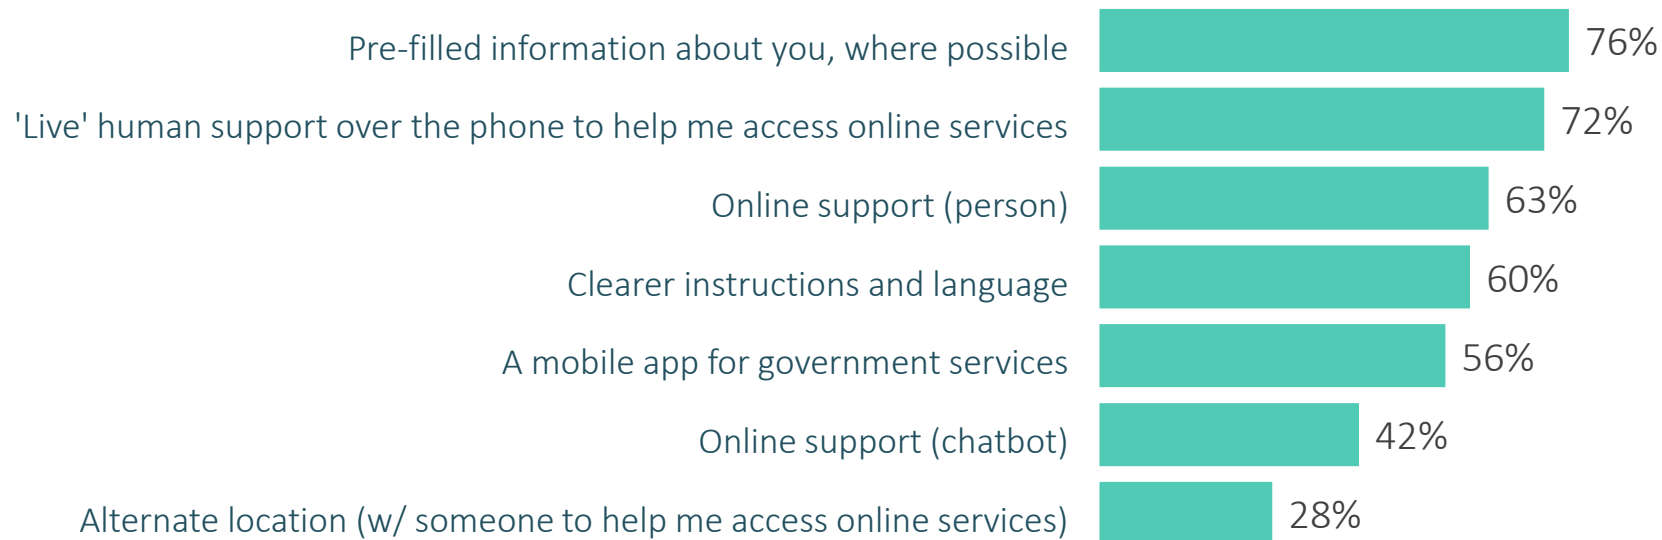 Pre-filled information about you, where possible 76%
'Live' human support over the phone to help me access online services 72%
Online support (person) 63%
Clearer instructions and language 60%
A mobile app for government services 56%
Online support (chatbot) 42%
Alternate location (w/ someone to help me access online services) 28%